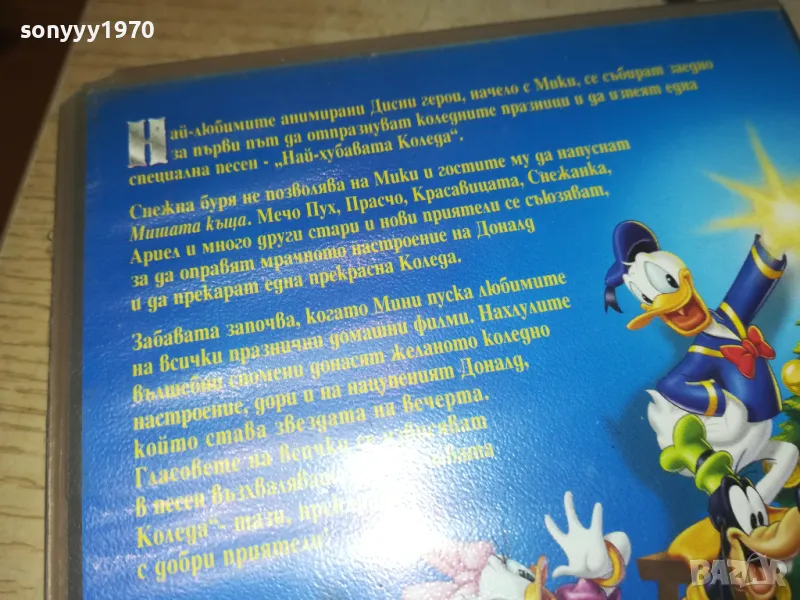 sonyyy1970
Най-любимите анимирани Дисни герои, начело с Мики, се събират заедно
за първи път да отпразнуват коледните празници и да изпеят една
специална песен - „Най-хубавата Коледа“.
Снежна буря не позволява на Мики и гостите му да напуснат
Мишата къща. Мечо Пух, Прасчо, Красавицата, Снежанка,
Ариел и много други стари и нови приятели се съюзяват,
за да оправят мрачното настроение на Доналд
и да прекарат една прекрасна Коледа.
Забавата започва, когато Мини пуска любимите
на всички празнични домашни филми. Нахлулите
вълшебни спомени донасят желаното коледно
настроение, дори и на нацупеният Доналд,
който става звездата на вечерта.
Гласовете на всички се
в песен възхваляваща
Коледа“- тази,
с добри приятели!
BAZAR
bg